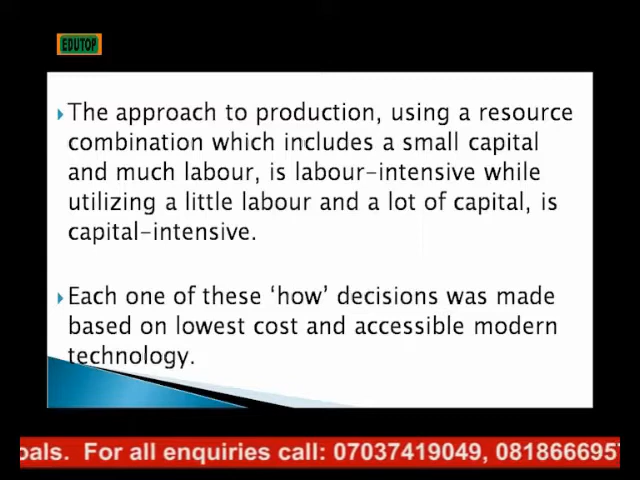 EDUTOP
The approach to production, using a resource
combination which includes a small capital
and much labour, is labour-intensive while
utilizing a little labour and a lot of capital, is
capital-intensive.
Each one of these ‘how’ decisions was made
based on lowest cost and accessible modern
technology.
oals. For all enquiries call: 07037419049, 081866695